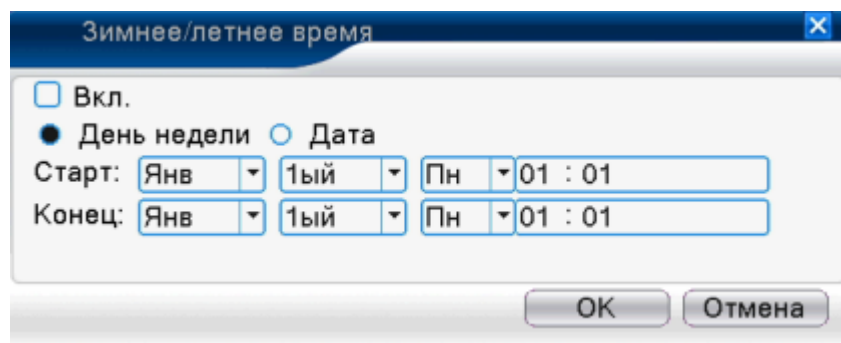 Зимнее/летнее время
Вкл.
День недели Дата
Старт: Янв 1ый Пн 01 : 01
Конец: Янв 1ый Пн 01 : 01
OK Отмена